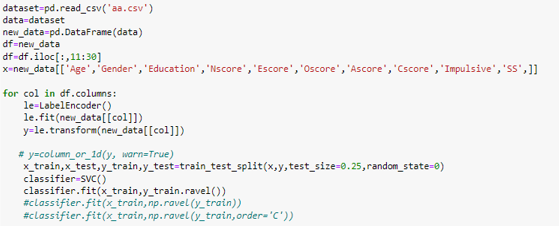 dataset=pd.read_csv('aa.csv')
data=dataset
new_data=pd.DataFrame(data)
df=new_data
df=df.iloc[:,11:30]
x=new_data[['Age','Gender','Education','Nscore','Escore','Oscore','Ascore','Cscore','Impulsive','SS',]]
for col in df.columns:
    le=LabelEncoder()
    le.fit(new_data[[col]])
    y=le.transform(new_data[[col]])
  # y=column_or_1d(y, warn=True)
    x_train,x_test,y_train,y_test=train_test_split(x,y,test_size=0.25,random_state=0)
    classifier=SVC()
    classifier.fit(x_train,y_train.ravel())
    #classifier.fit(x_train,np.ravel(y_train))
    #classifier.fit(x_train,np.ravel(y_train,order='C'))